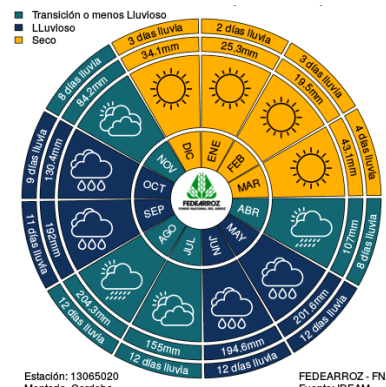 Transición o menos Lluvioso
LLuvioso
Seco
3 días lluvia
34.1mm
DIC
2 días lluvia
25.3mm
ENE
3 días lluvia
19.5mm
FEB
4 días lluvia
43.1mm
MAR
8 días lluvia
107mm
ABR
12 días lluvia
201.6mm
MAY
12 días lluvia
194.6mm
JUN
12 días lluvia
155mm
JUL
12 días lluvia
204.3mm
AGO
11 días lluvia
192mm
SEP
9 días lluvia
130.4mm
OCT
8 días lluvia
84.2mm
NOV
FEDEARROZ
FONDO NACIONAL DEL ARROZ
Estación: 13065020
FEDEARROZ - FN